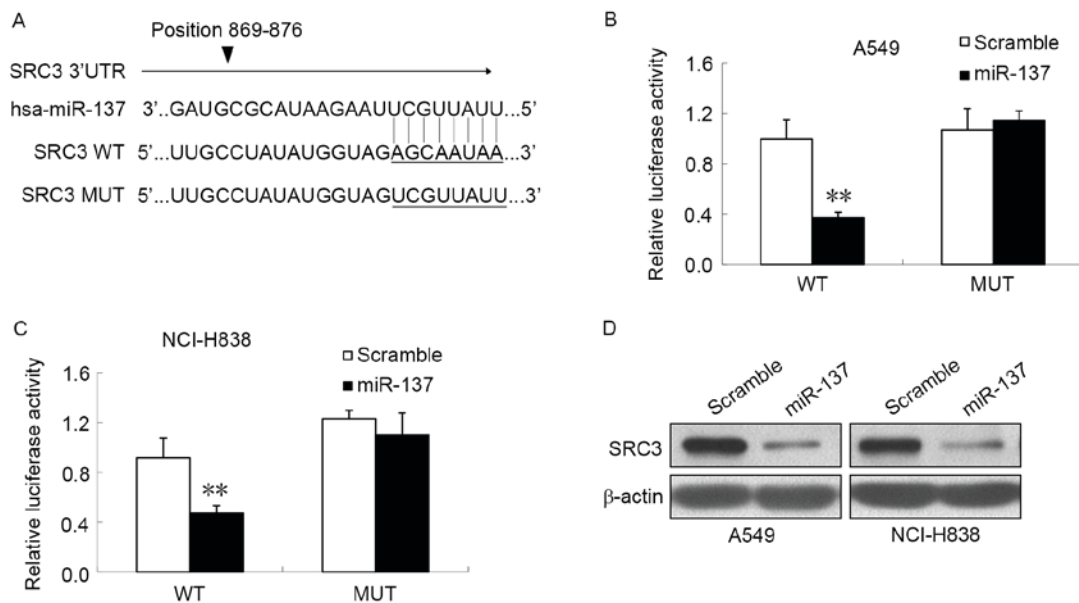 A
Position 869-876
SRC3 3'UTR
hsa-miR-137 3'..GAUGCGCAUAAGAAUUCGUUAUU...5'
SRC3 WT 5'...UUGCCUAUAUGGUAGAGCAAUAA...3'
SRC3 MUT 5'...UUGCCUAUAUGGUAGUCGUUAUU...3'
B
A549
Scramble
miR-137
Relative luciferase activity
1.6
1.2
0.8
0.4
0.0
**
WT MUT
C
NCI-H838
Scramble
miR-137
Relative luciferase activity
1.6
1.2
0.8
0.4
0.0
**
WT MUT
D
Scramble miR-137 Scramble miR-137
SRC3
β-actin
A549 NCI-H838